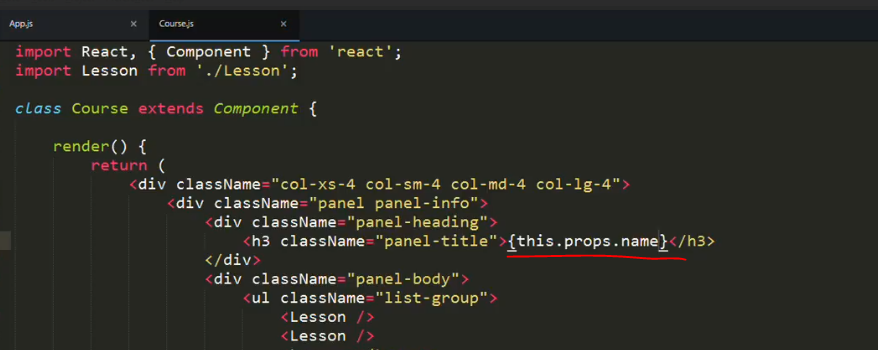 App.js × Course.js ×
import React, { Component } from 'react';
import Lesson from './Lesson';
class Course extends Component {
render() {
return (
<div className="col-xs-4 col-sm-4 col-md-4 col-lg-4">
<div className="panel panel-info">
<div className="panel-heading">
<h3 className="panel-title">{this.props.name}</h3>
</div>
<div className="panel-body">
<ul className="list-group">
<Lesson />
<Lesson />